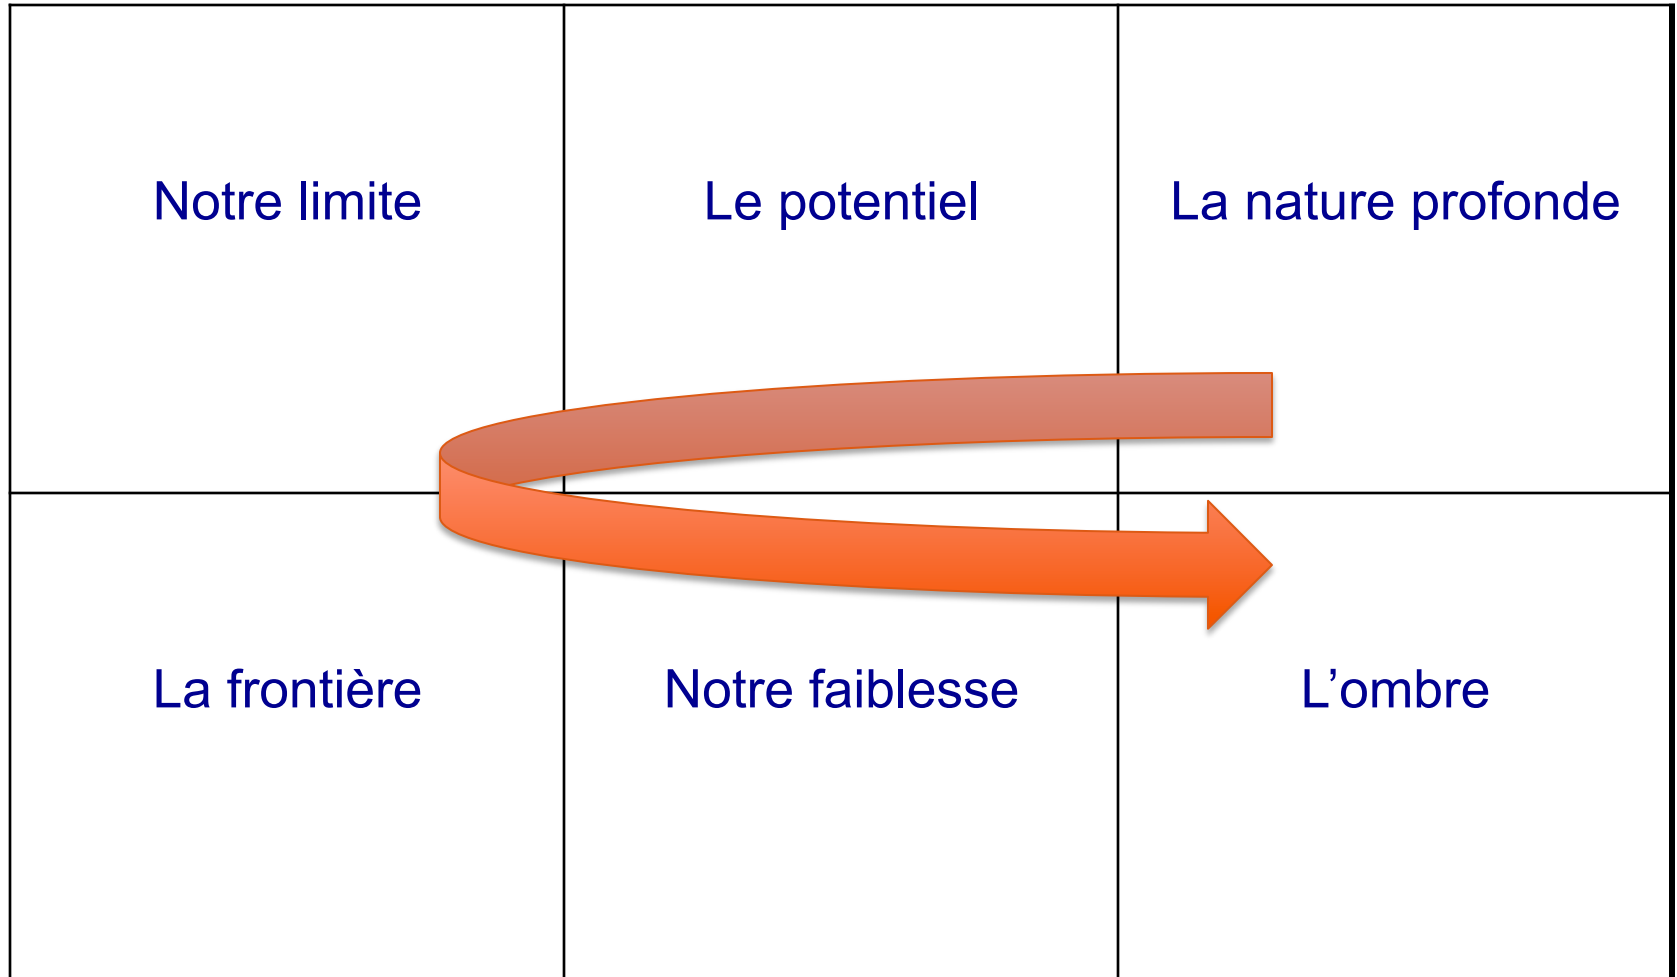 Notre limite
Le potentiel
La nature profonde
La frontière
Notre faiblesse
L’ombre